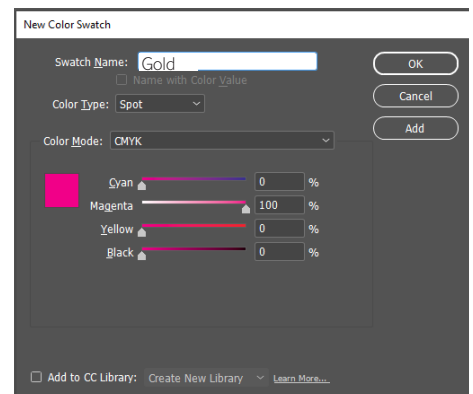 New Color Swatch
Swatch Name: Gold
Name with Color Value
Color Type: Spot
Color Mode: CMYK
Cyan 0 %
Magenta 100 %
Yellow 0 %
Black 0 %
Add to CC Library: Create New Library Learn More...
OK
Cancel
Add